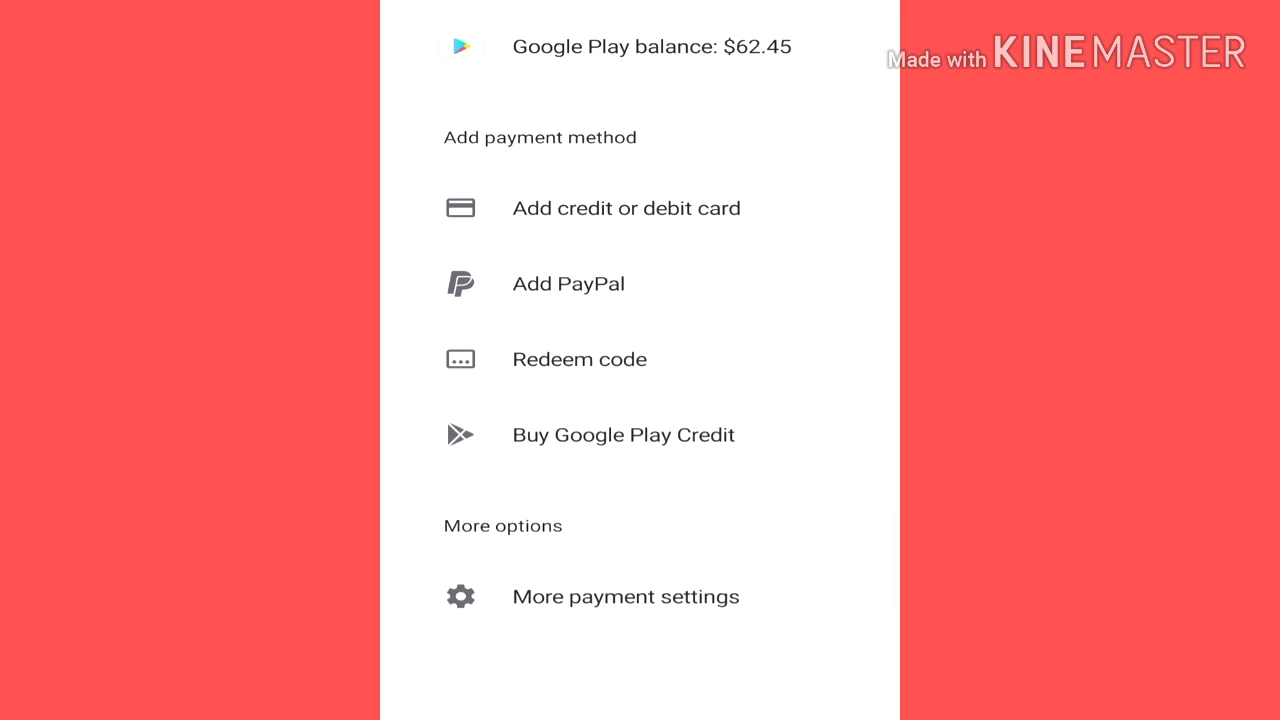 Google Play balance: $62.45
Made with KINEMASTER
Add payment method
Add credit or debit card
Add PayPal
Redeem code
Buy Google Play Credit
More options
More payment settings